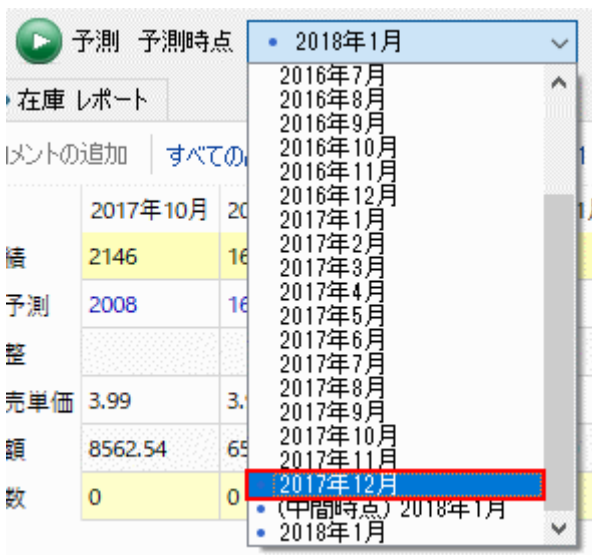 予測 予測時点 • 2018年1月
在庫 レポート
コメントの追加 すべての
2017年10月 20
績 2146 16
予測 2008 16
整
売単価 3.99 3.
額 8562.54 65
数 0 0
2016年7月
2016年8月
2016年9月
2016年10月
2016年11月
2016年12月
2017年1月
2017年2月
2017年3月
2017年4月
2017年5月
2017年6月
2017年7月
2017年8月
2017年9月
2017年10月
2017年11月
• 2017年12月
• (中間時点) 2018年1月
• 2018年1月